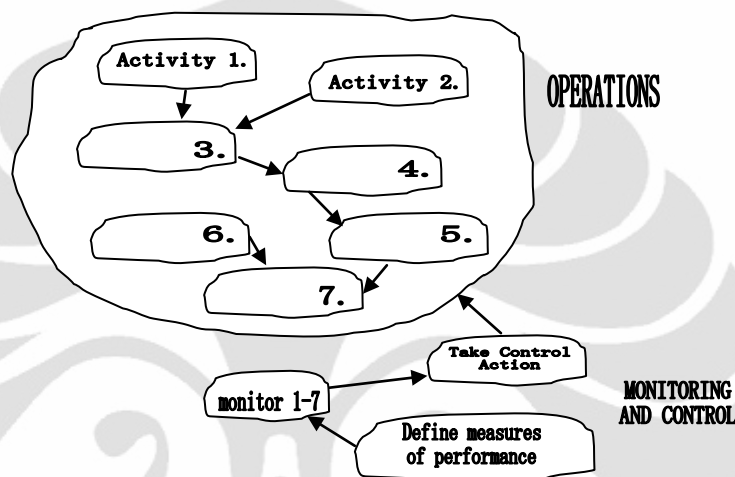 Activity 1.
Activity 2.
OPERATIONS
3.
4.
6.
5.
7.
Take Control
Action
monitor 1-7
MONITORING
AND CONTROL
Define measures
of performance